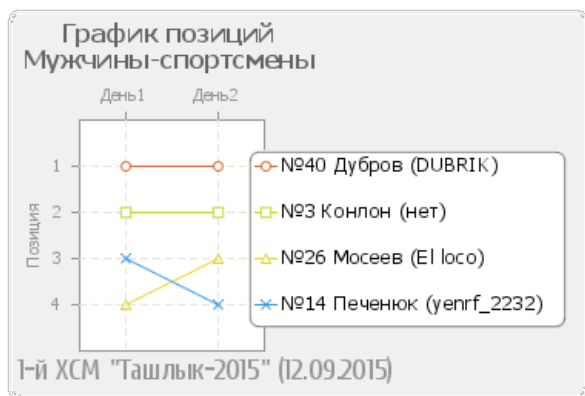 График позиций
Мужчины-спортсмены
День1 День2
Позиция
1
2
3
4
№40 Дубров (DUBRIK)
№3 Конлон (нет)
№26 Мосеев (El loco)
№14 Печенюк (yenrf_2232)
1-й ХСМ "Ташлык-2015" (12.09.2015)